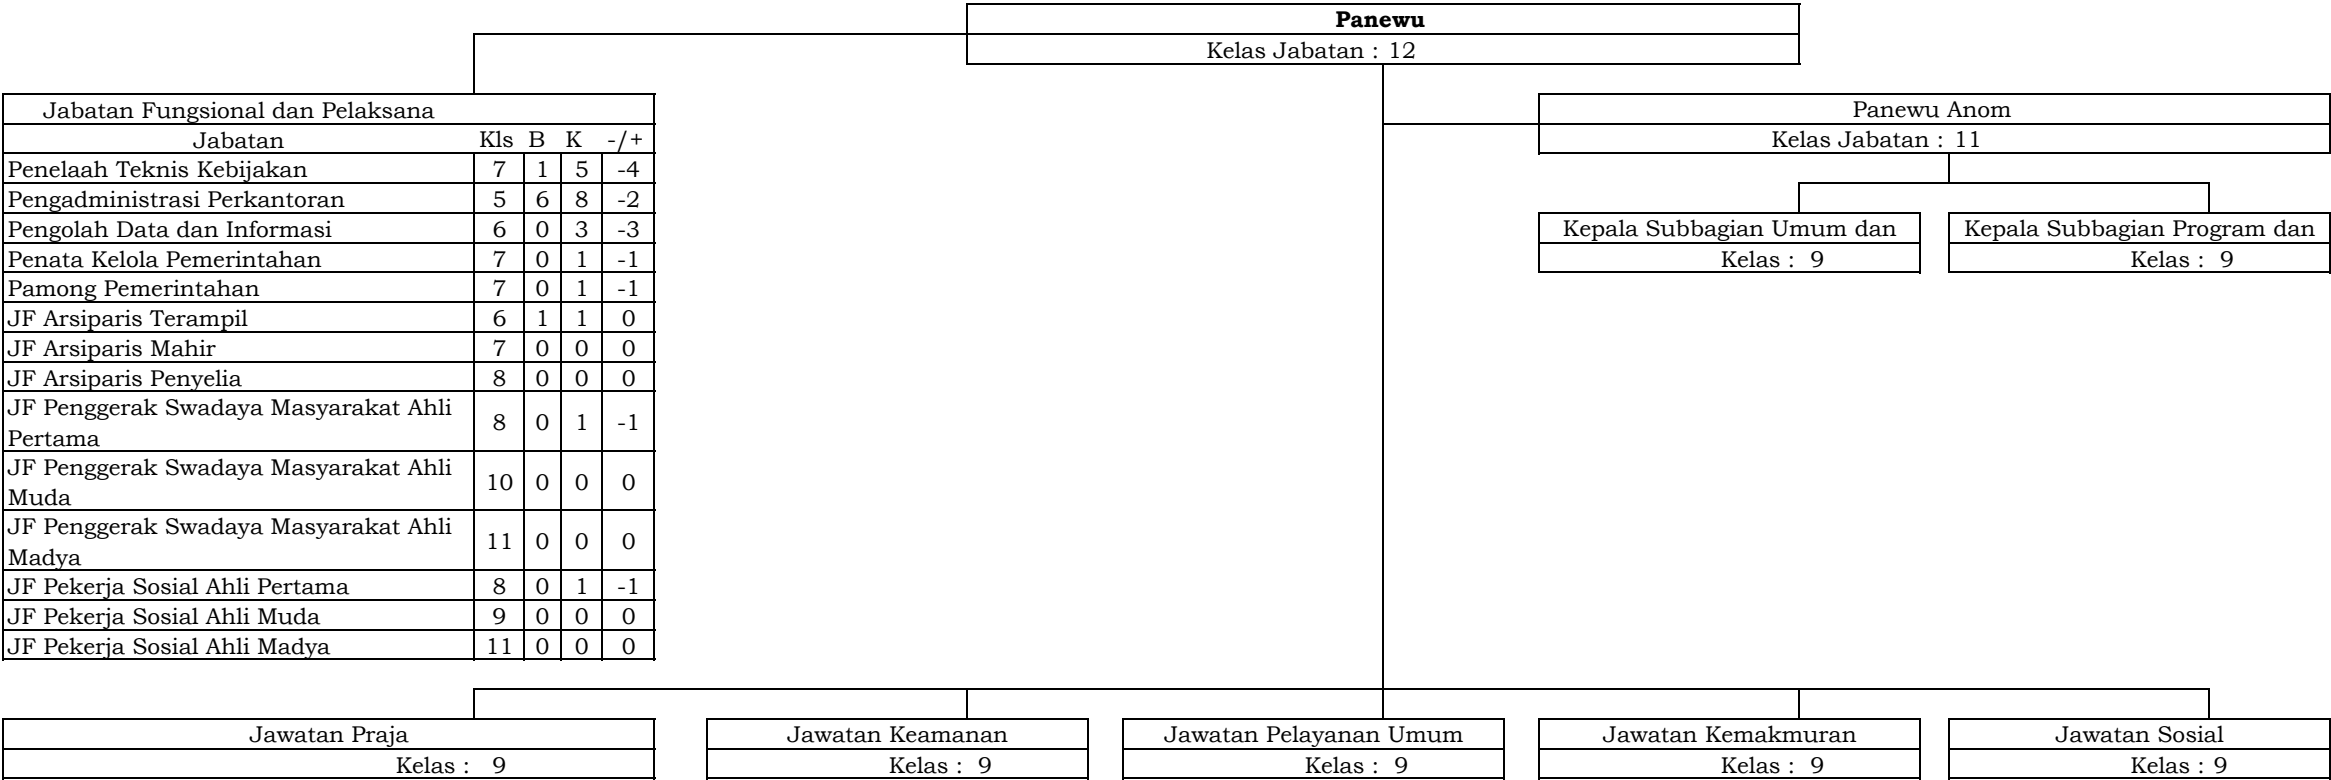 Panewu
Kelas Jabatan : 12
Jabatan Fungsional dan Pelaksana
Jabatan Kls B K -/+
Penelaah Teknis Kebijakan 7 1 5 -4
Pengadministrasi Perkantoran 5 6 8 -2
Pengolah Data dan Informasi 6 0 3 -3
Penata Kelola Pemerintahan 7 0 1 -1
Pamong Pemerintahan 7 0 1 -1
JF Arsiparis Terampil 6 1 1 0
JF Arsiparis Mahir 7 0 0 0
JF Arsiparis Penyelia 8 0 0 0
JF Penggerak Swadaya Masyarakat Ahli
Pertama 8 0 1 -1
JF Penggerak Swadaya Masyarakat Ahli
Muda 10 0 0 0
JF Penggerak Swadaya Masyarakat Ahli
Madya 11 0 0 0
JF Pekerja Sosial Ahli Pertama 8 0 1 -1
JF Pekerja Sosial Ahli Muda 9 0 0 0
JF Pekerja Sosial Ahli Madya 11 0 0 0
Panewu Anom
Kelas Jabatan : 11
Kepala Subbagian Umum dan
Kelas : 9
Kepala Subbagian Program dan
Kelas : 9
Jawatan Praja
Kelas : 9
Jawatan Keamanan
Kelas : 9
Jawatan Pelayanan Umum
Kelas : 9
Jawatan Kemakmuran
Kelas : 9
Jawatan Sosial
Kelas : 9